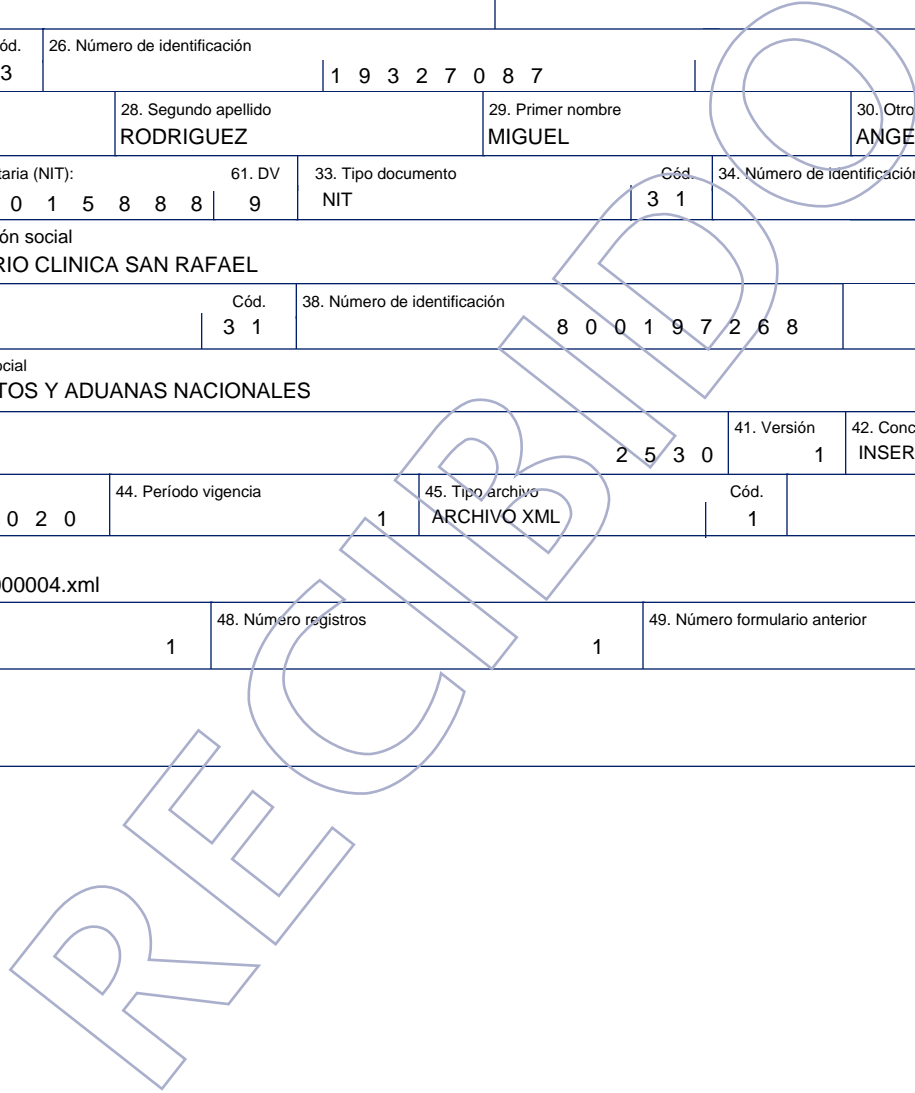 ód. 26. Número de identificación
3 1 9 3 2 7 0 8 7
28. Segundo apellido 29. Primer nombre 30. Otro
RODRIGUEZ MIGUEL ANGE
taria (NIT): 61. DV 33. Tipo documento Cód. 34. Número de identificación
0 1 5 8 8 8 9 NIT 3 1
ón social
RIO CLINICA SAN RAFAEL
Cód. 38. Número de identificación
3 1 8 0 0 1 9 7 2 6 8
ocial
TOS Y ADUANAS NACIONALES
41. Versión 42. Conc
2 5 3 0 1 INSER
44. Período vigencia 45. Tipo archivo Cód.
0 2 0 1 ARCHIVO XML 1
000004.xml
48. Número registros 49. Número formulario anterior
1 1
RECIBIDO